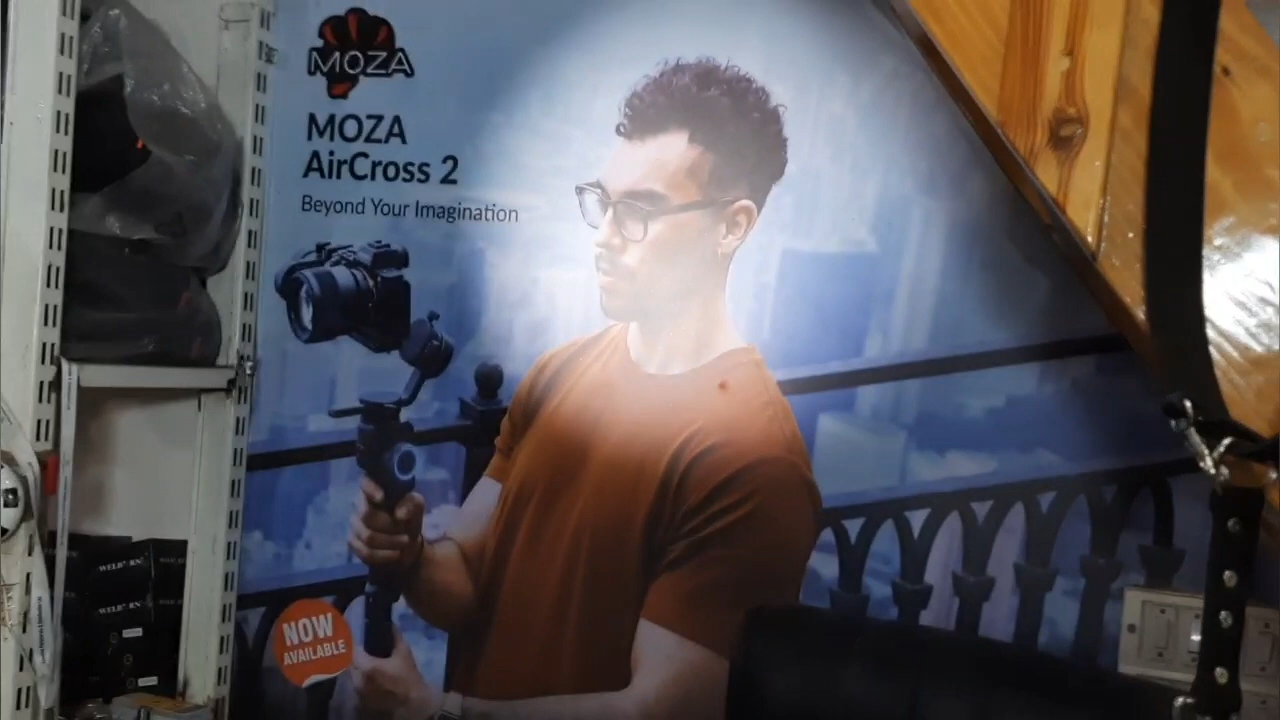 MOZA
MOZA
AirCross 2
Beyond Your Imagination
NOW
AVAILABLE